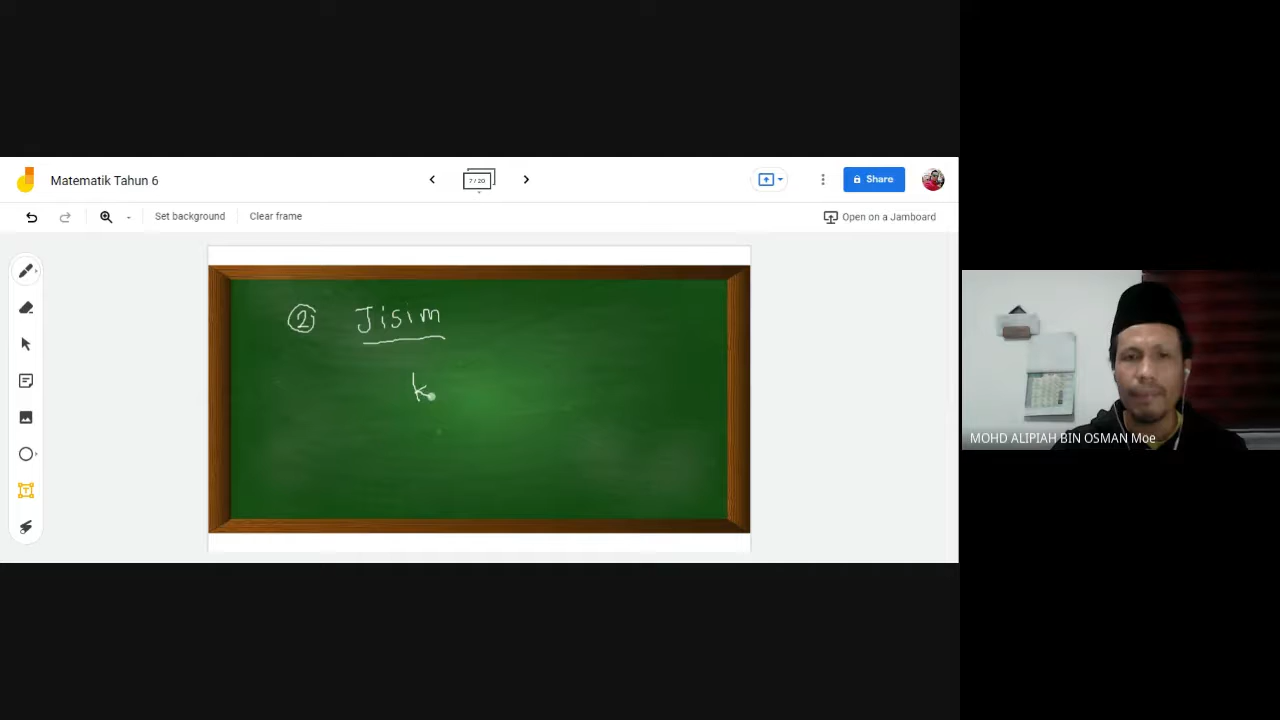 Matematik Tahun 6
7 / 20
Share
Set background
Clear frame
Open on a Jamboard
② Jisim
k
T
MOHD ALIPIAH BIN OSMAN Moe